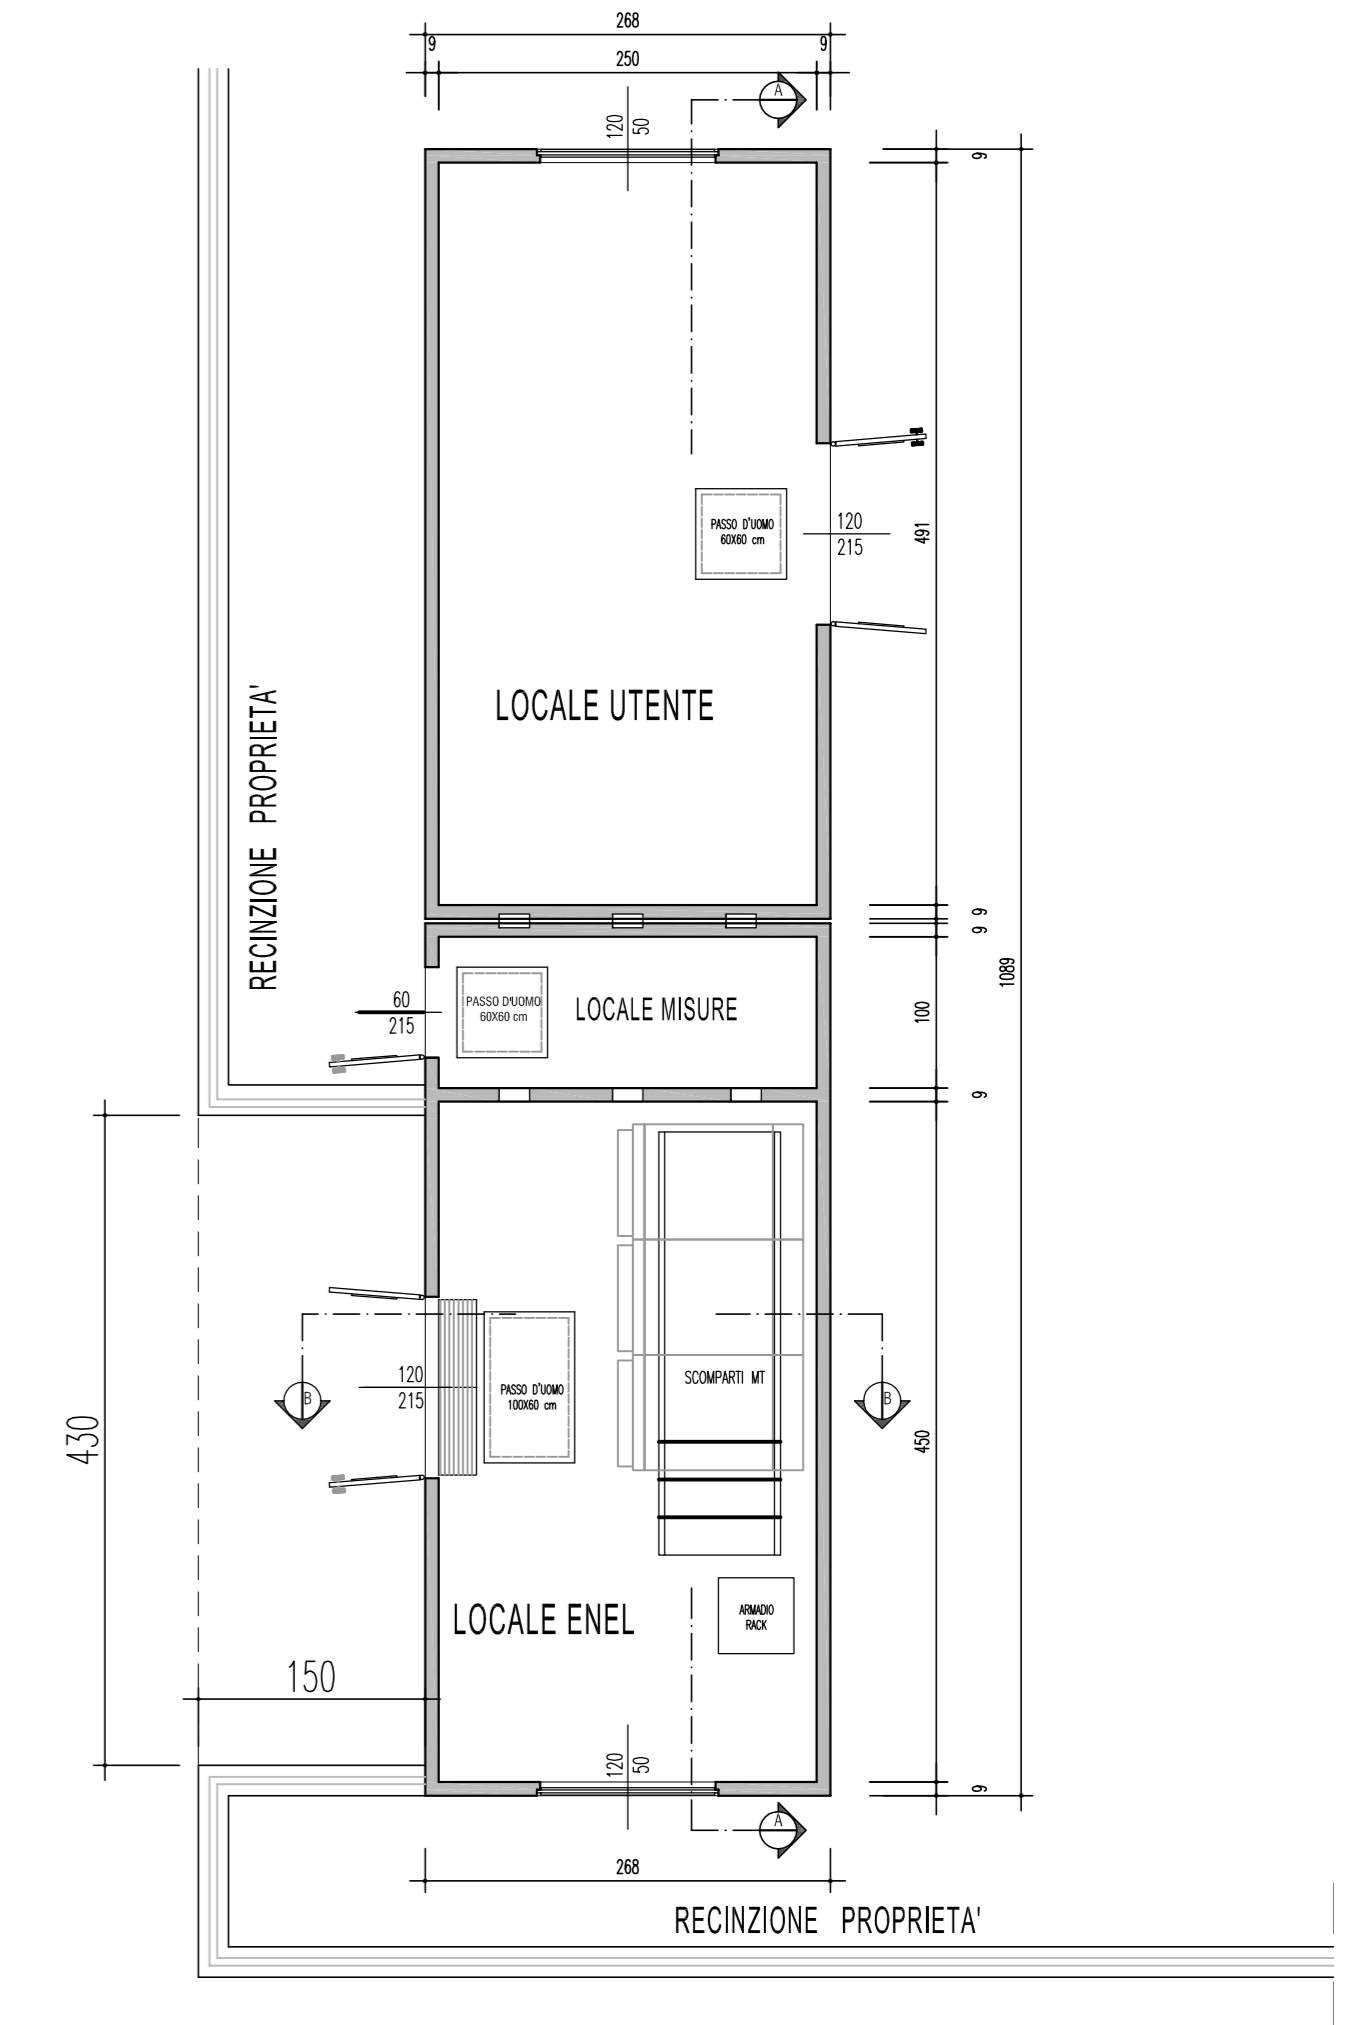 268
9
9
250
A
120
50
9
PASSO D'UOMO
60X60 cm
120
215
491
LOCALE UTENTE
RECINZIONE PROPRIETA'
9
9
1089
60
215
PASSO D'UOMO
60X60 cm
LOCALE MISURE
100
9
SCOMPARTI MT
120
215
PASSO D'UOMO
100X60 cm
B
B
430
450
ARMADIO
RACK
LOCALE ENEL
150
120
50
9
A
268
RECINZIONE PROPRIETA'